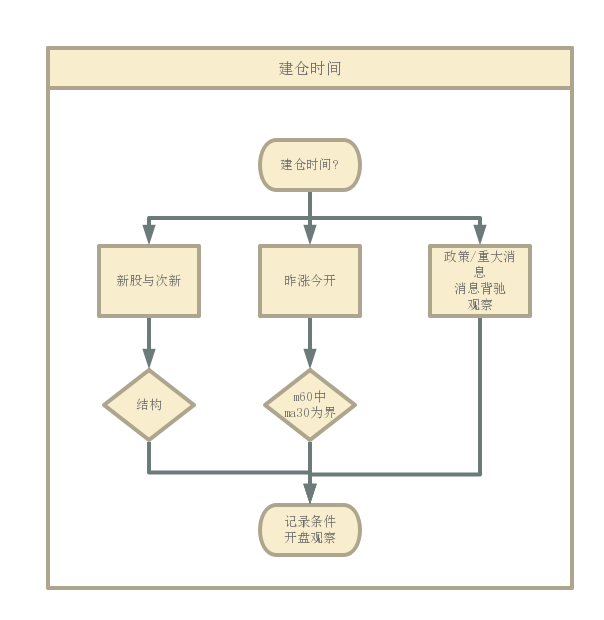 建仓时间
建仓时间?
新股与次新
昨涨今开
政策/重大消
息
消息背驰
观察
结构
m60中
ma30为界
记录条件
开盘观察